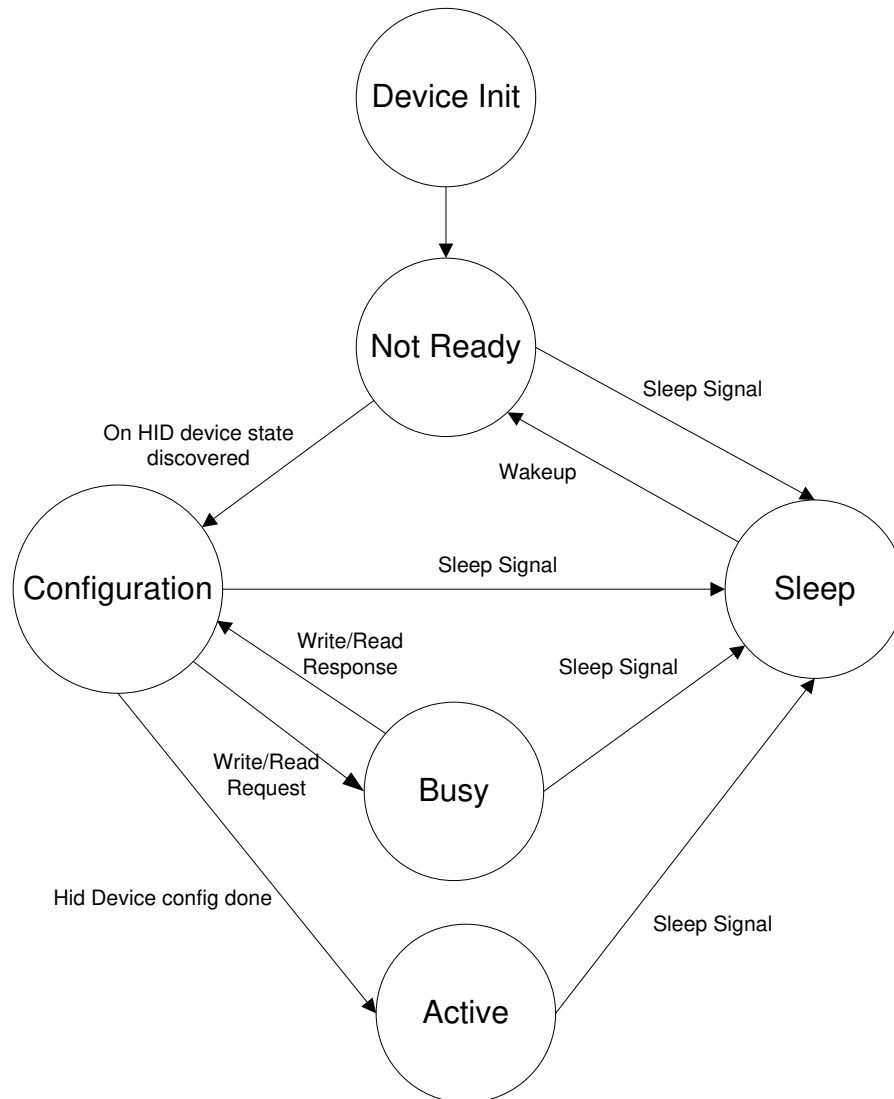 Device Init
Not Ready
Sleep Signal
On HID device state
discovered
Wakeup
Sleep Signal
Configuration
Sleep
Write/Read
Response
Sleep Signal
Write/Read
Request
Busy
Hid Device config done
Sleep Signal
Active